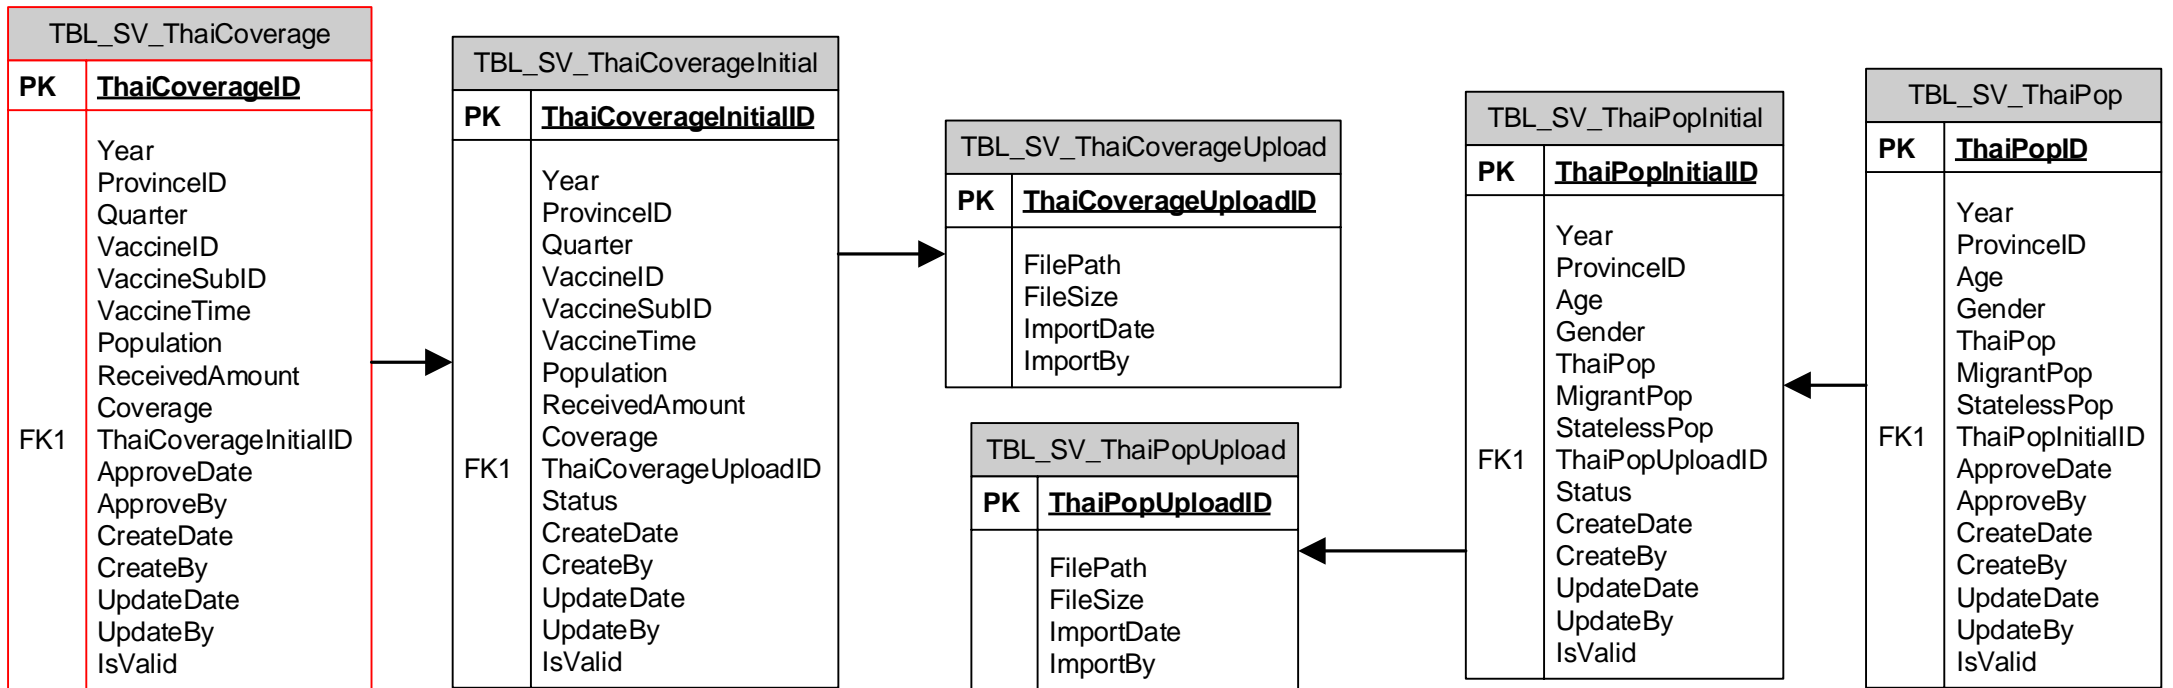 TBL_SV_ThaiCoverage
PK ThaiCoverageID
Year
ProvinceID
Quarter
VaccineID
VaccineSubID
VaccineTime
Population
ReceivedAmount
Coverage
FK1 ThaiCoverageInitialID
ApproveDate
ApproveBy
CreateDate
CreateBy
UpdateDate
UpdateBy
IsValid
TBL_SV_ThaiCoverageInitial
PK ThaiCoverageInitialID
Year
ProvinceID
Quarter
VaccineID
VaccineSubID
VaccineTime
Population
ReceivedAmount
Coverage
FK1 ThaiCoverageUploadID
Status
CreateDate
CreateBy
UpdateDate
UpdateBy
IsValid
TBL_SV_ThaiCoverageUpload
PK ThaiCoverageUploadID
FilePath
FileSize
ImportDate
ImportBy
TBL_SV_ThaiPopUpload
PK ThaiPopUploadID
FilePath
FileSize
ImportDate
ImportBy
TBL_SV_ThaiPopInitial
PK ThaiPopInitialID
Year
ProvinceID
Age
Gender
ThaiPop
MigrantPop
StatelessPop
FK1 ThaiPopUploadID
Status
CreateDate
CreateBy
UpdateDate
UpdateBy
IsValid
TBL_SV_ThaiPop
PK ThaiPopID
Year
ProvinceID
Age
Gender
ThaiPop
MigrantPop
StatelessPop
FK1 ThaiPopInitialID
ApproveDate
ApproveBy
CreateDate
CreateBy
UpdateDate
UpdateBy
IsValid